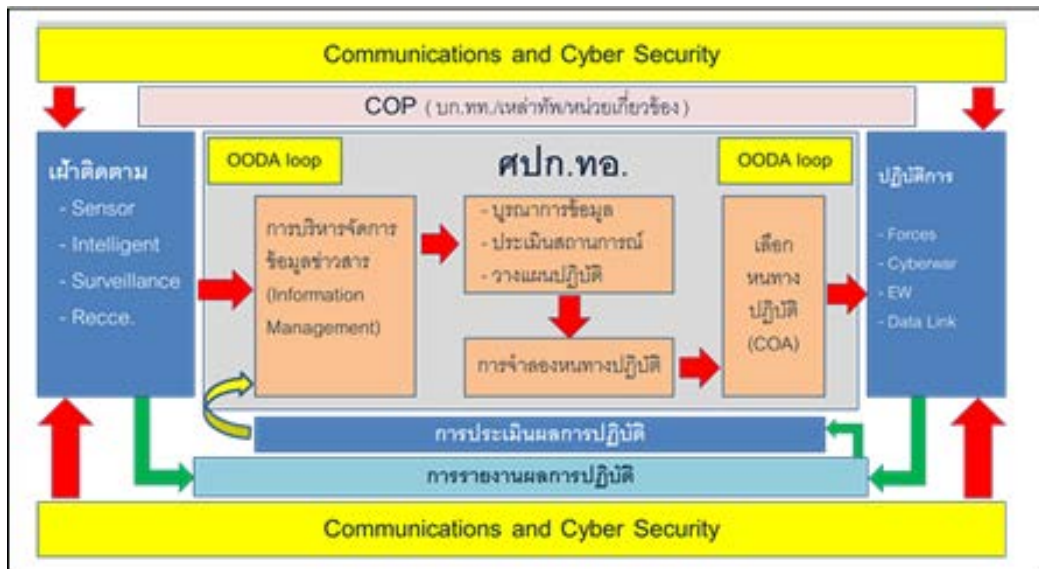 Communications and Cyber Security
COP ( บก.ทท./เหล่าทัพ/หน่วยเกี่ยวข้อง )
เฝ้าติดตาม
- Sensor
- Intelligent
- Surveillance
- Recce.
OODA loop
ศปก.ทอ.
OODA loop
การบริหารจัดการ
ข้อมูลข่าวสาร
(Information
Management)
- บูรณาการข้อมูล
- ประเมินสถานการณ์
- วางแผนปฏิบัติ
การจำลองหนทางปฏิบัติ
เลือก
หนทาง
ปฏิบัติ
(COA)
ปฏิบัติการ
- Forces
- Cyberwar
- EW
- Data Link
การประเมินผลการปฏิบัติ
การรายงานผลการปฏิบัติ
Communications and Cyber Security